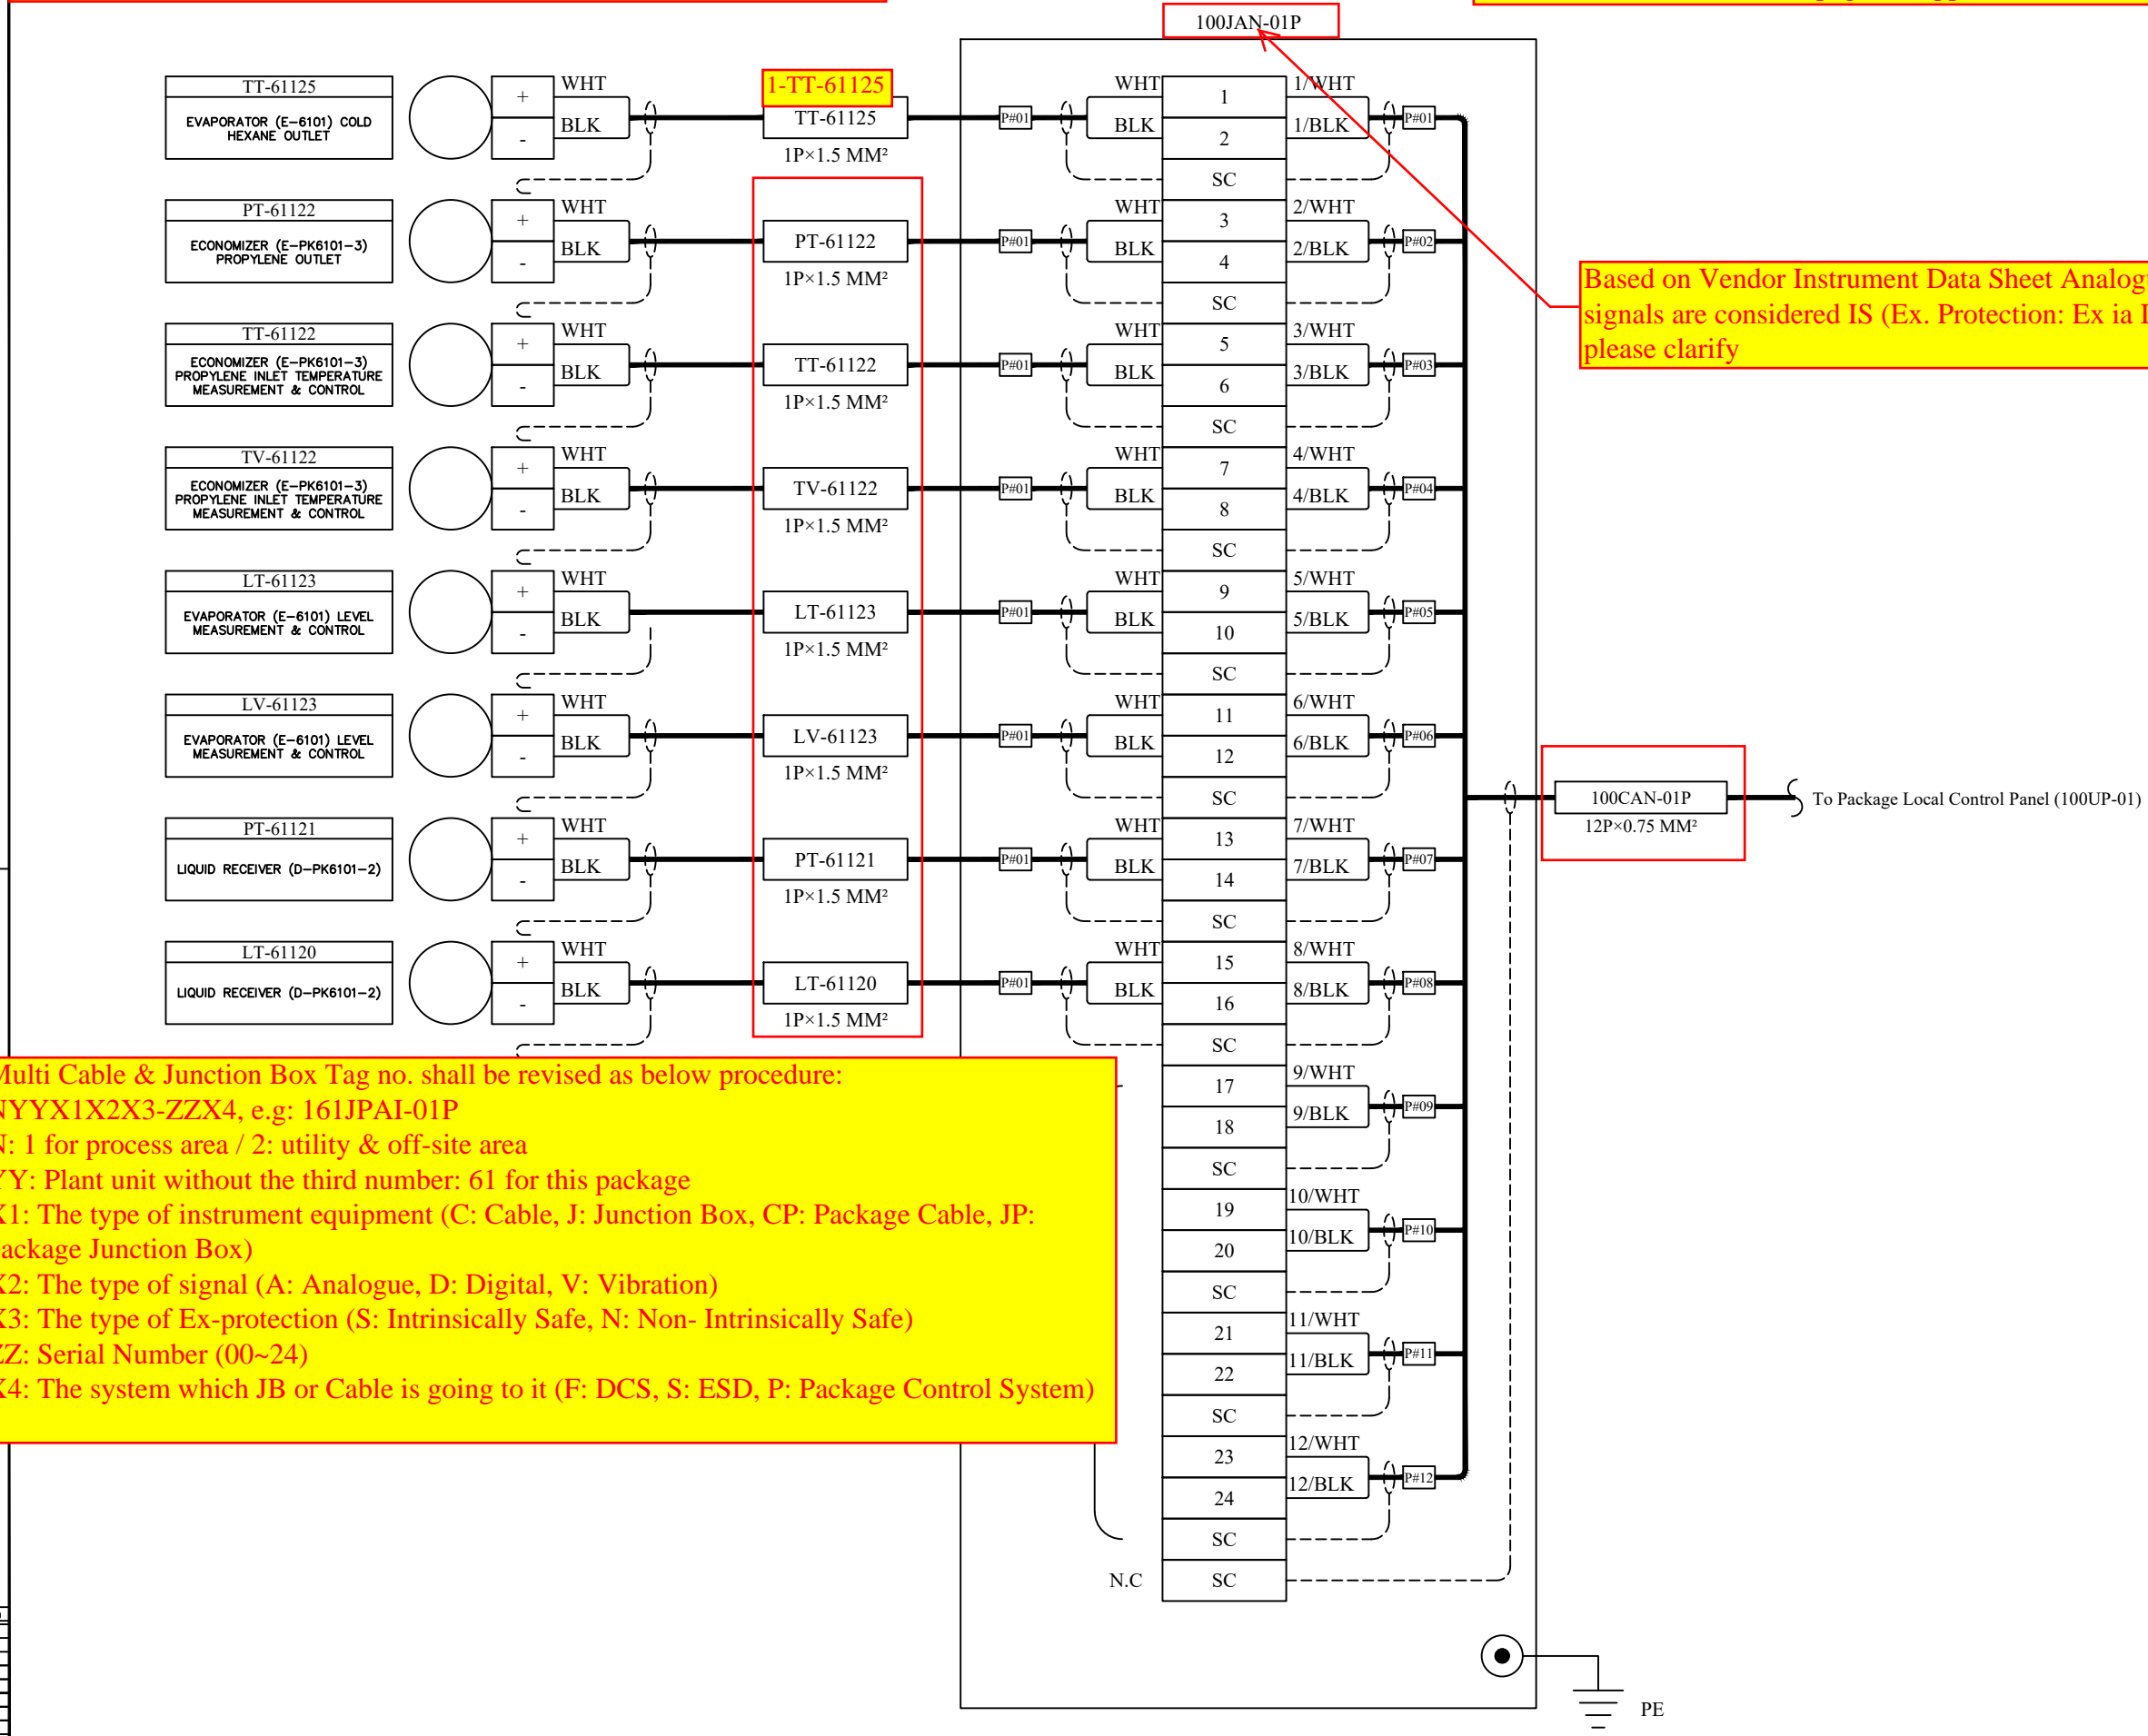 100JAN-01P
TT-61125
EVAPORATOR (E-6101) COLD
HEXANE OUTLET
+
-
WHT
BLK
1-TT-61125
TT-61125
1P×1.5 MM²
P#01
WHT
BLK
1
2
SC
1/WHT
1/BLK
P#01
PT-61122
ECONOMIZER (E-PK6101-3)
PROPYLENE OUTLET
+
-
WHT
BLK
PT-61122
1P×1.5 MM²
P#01
WHT
BLK
3
4
SC
2/WHT
2/BLK
P#02
Based on Vendor Instrument Data Sheet
signals are considered IS (Ex. Protection: Ex ia
please clarify
TT-61122
ECONOMIZER (E-PK6101-3)
PROPYLENE INLET TEMPERATURE
MEASUREMENT & CONTROL
+
-
WHT
BLK
TT-61122
1P×1.5 MM²
P#01
WHT
BLK
5
6
SC
3/WHT
3/BLK
P#03
TV-61122
ECONOMIZER (E-PK6101-3)
PROPYLENE INLET TEMPERATURE
MEASUREMENT & CONTROL
+
-
WHT
BLK
TV-61122
1P×1.5 MM²
P#01
WHT
BLK
7
8
SC
4/WHT
4/BLK
P#04
LT-61123
EVAPORATOR (E-6101) LEVEL
MEASUREMENT & CONTROL
+
-
WHT
BLK
LT-61123
1P×1.5 MM²
P#01
WHT
BLK
9
10
SC
5/WHT
5/BLK
P#05
LV-61123
EVAPORATOR (E-6101) LEVEL
MEASUREMENT & CONTROL
+
-
WHT
BLK
LV-61123
1P×1.5 MM²
P#01
WHT
BLK
11
12
SC
6/WHT
6/BLK
P#06
100CAN-01P
12P×0.75 MM²
To Package Local Control Panel (100UP-01)
PT-61121
LIQUID RECEIVER (D-PK6101-2)
+
-
WHT
BLK
PT-61121
1P×1.5 MM²
P#01
WHT
BLK
13
14
SC
7/WHT
7/BLK
P#07
LT-61120
LIQUID RECEIVER (D-PK6101-2)
+
-
WHT
BLK
LT-61120
1P×1.5 MM²
P#01
WHT
BLK
15
16
SC
8/WHT
8/BLK
P#08
Multi Cable & Junction Box Tag no. shall be revised as below procedure:
NYYX1X2X3-ZZX4, e.g: 161JPAI-01P
N: 1 for process area / 2: utility & off-site area
YY: Plant unit without the third number: 61 for this package
X1: The type of instrument equipment (C: Cable, J: Junction Box, CP: Package Cable, JP:
package Junction Box)
X2: The type of signal (A: Analogue, D: Digital, V: Vibration)
X3: The type of Ex-protection (S: Intrinsically Safe, N: Non- Intrinsically Safe)
ZZ: Serial Number (00~24)
X4: The system which JB or Cable is going to it (F: DCS, S: ESD, P: Package Control System)
17
18
SC
9/WHT
9/BLK
P#09
19
20
SC
10/WHT
10/BLK
P#10
21
22
SC
11/WHT
11/BLK
P#11
23
24
SC
12/WHT
12/BLK
P#12
N.C
SC
PE